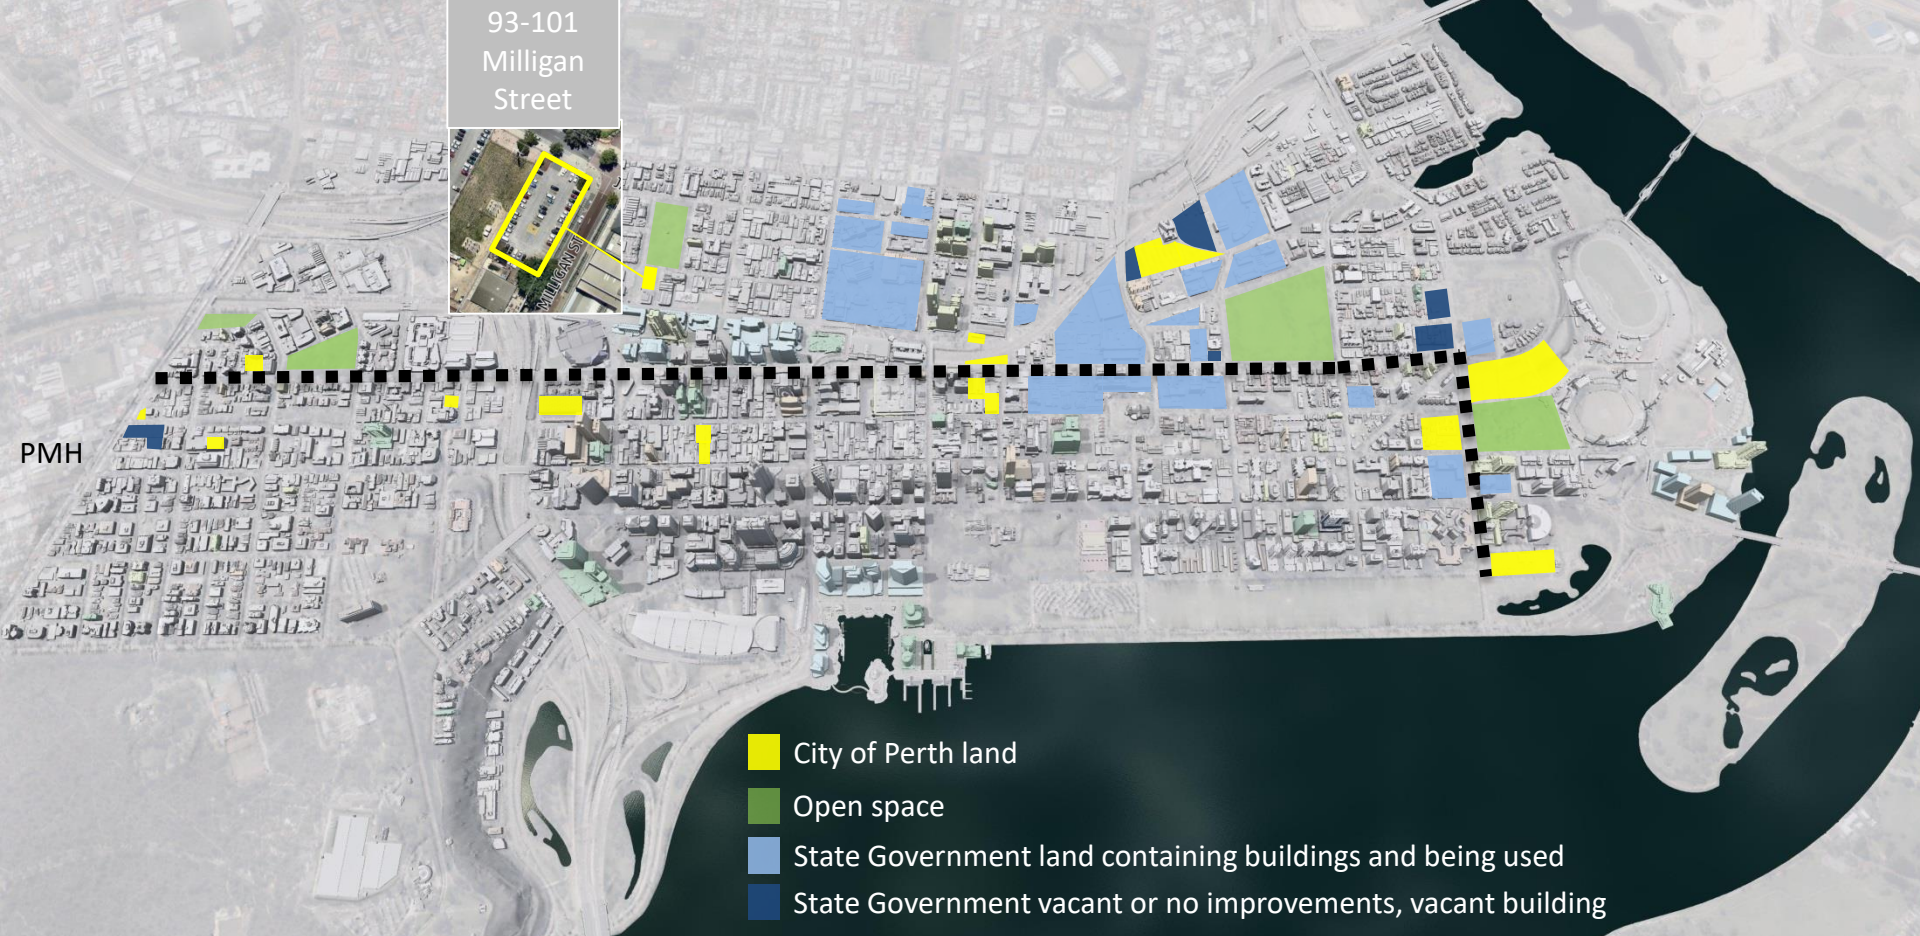 93-101
Milligan
Street
MILLIGAN ST
PMH
City of Perth land
Open space
State Government land containing buildings and being used
State Government vacant or no improvements, vacant building